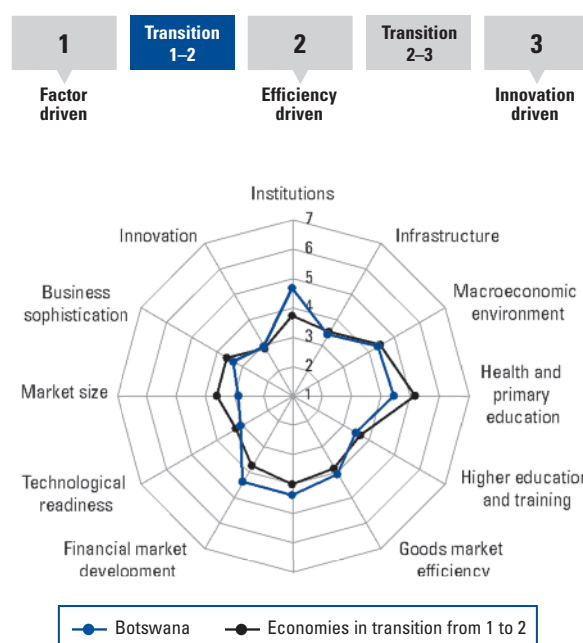 1
Transition
1–2
2
Transition
2–3
3
Factor
driven
Efficiency
driven
Innovation
driven
Institutions
7
6
5
4
3
2
1
Innovation
Infrastructure
Business
sophistication
Macroeconomic
environment
Market size
Health and
primary
education
Technological
readiness
Higher education
and training
Financial market
development
Goods market
efficiency
Botswana
Economies in transition from 1 to 2